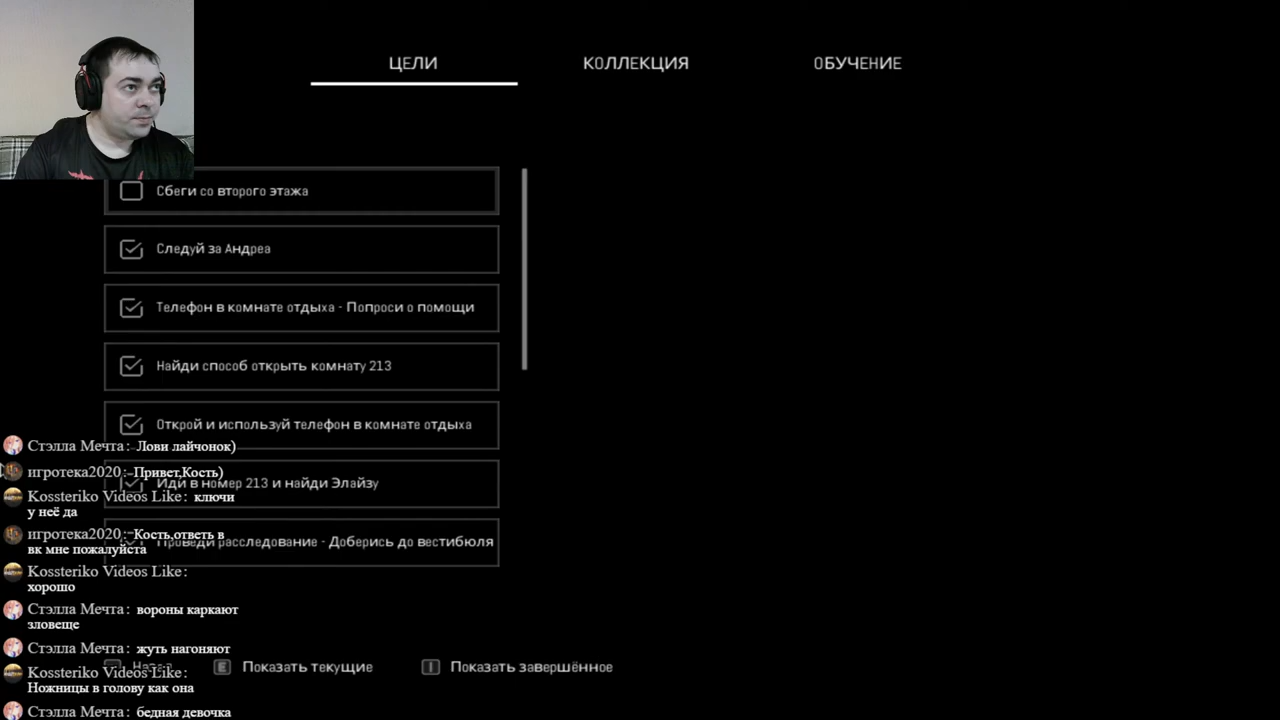 ЦЕЛИ
КОЛЛЕКЦИЯ
ОБУЧЕНИЕ
Сбеги со второго этажа
Следуй за Андреа
Телефон в комнате отдыха - Попроси о помощи
Найди способ открыть комнату 213
Открой и используй телефон в комнате отдыха
Иди в номер 213 и найди Элайзу
Проведи расследование - Доберись до вестибюля
Стэлла Мечта: Лови лайчонок)
игротека2020: Привет,Кость)
Kossteriko Videos Like: ключи
у неё да
игротека2020: Кость,ответь в
вк мне пожалуйста
Kossteriko Videos Like:
хорошо
Стэлла Мечта: вороны каркают
зловеще
Стэлла Мечта: жуть нагоняют
Kossteriko Videos Like:
Ножницы в голову как она
Стэлла Мечта: бедная девочка
Назад
E Показать текущие
I Показать завершённое